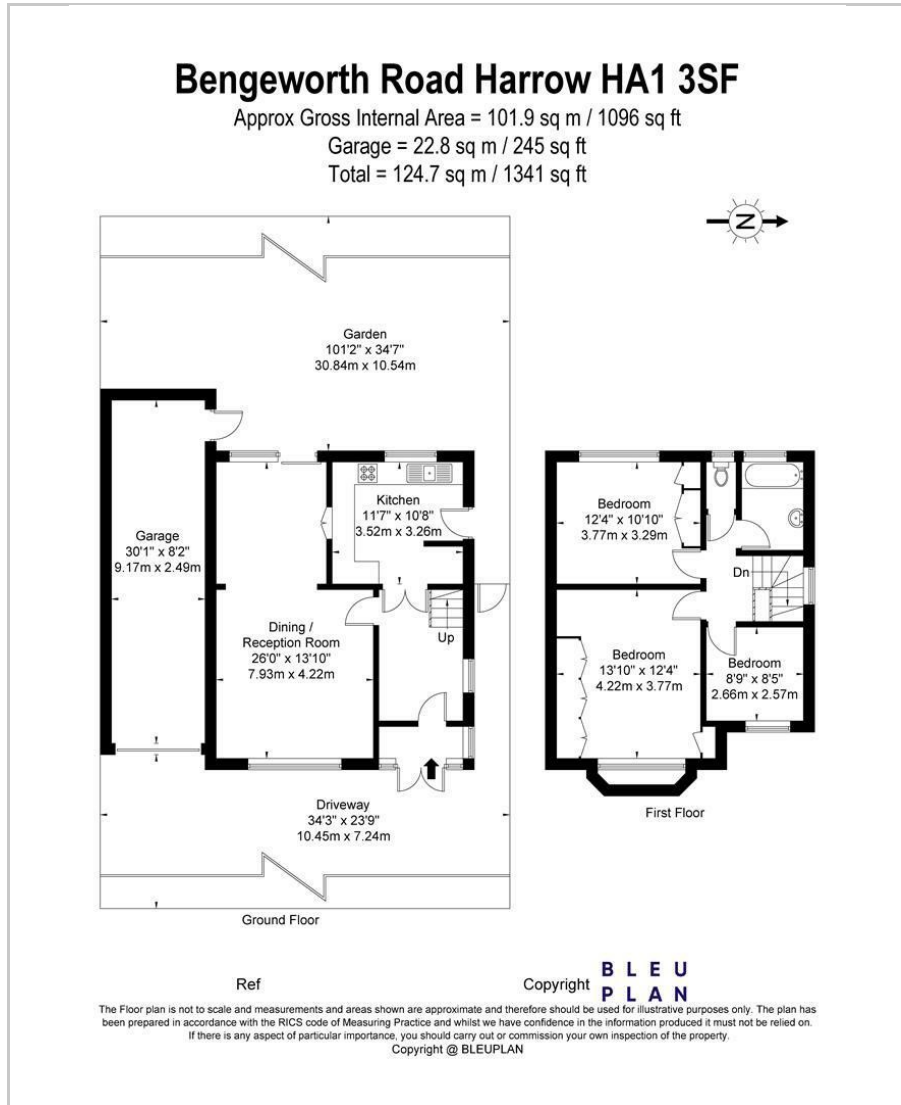 Bengeworth Road Harrow HA1 3SF
Approx Gross Internal Area = 101.9 sq m / 1096 sq ft
Garage = 22.8 sq m / 245 sq ft
Total = 124.7 sq m / 1341 sq ft
N
Garden
101'2" x 34'7"
30.84m x 10.54m
Kitchen
11'7" x 10'8"
3.52m x 3.26m
Garage
30'1" x 8'2"
9.17m x 2.49m
Dining /
Reception Room
26'0" x 13'10"
7.93m x 4.22m
Up
Driveway
34'3" x 23'9"
10.45m x 7.24m
Ground Floor
Bedroom
12'4" x 10'10"
3.77m x 3.29m
Dn
Bedroom
13'10" x 12'4"
4.22m x 3.77m
Bedroom
8'9" x 8'5"
2.66m x 2.57m
First Floor
Ref
Copyright
BLEU
PLAN
The Floor plan is not to scale and measurements and areas shown are approximate and therefore should be used for illustrative purposes only. The plan has
been prepared in accordance with the RICS code of Measuring Practice and whilst we have confidence in the information produced it must not be relied on.
If there is any aspect of particular importance, you should carry out or commission your own inspection of the property.
Copyright @ BLEUPLAN